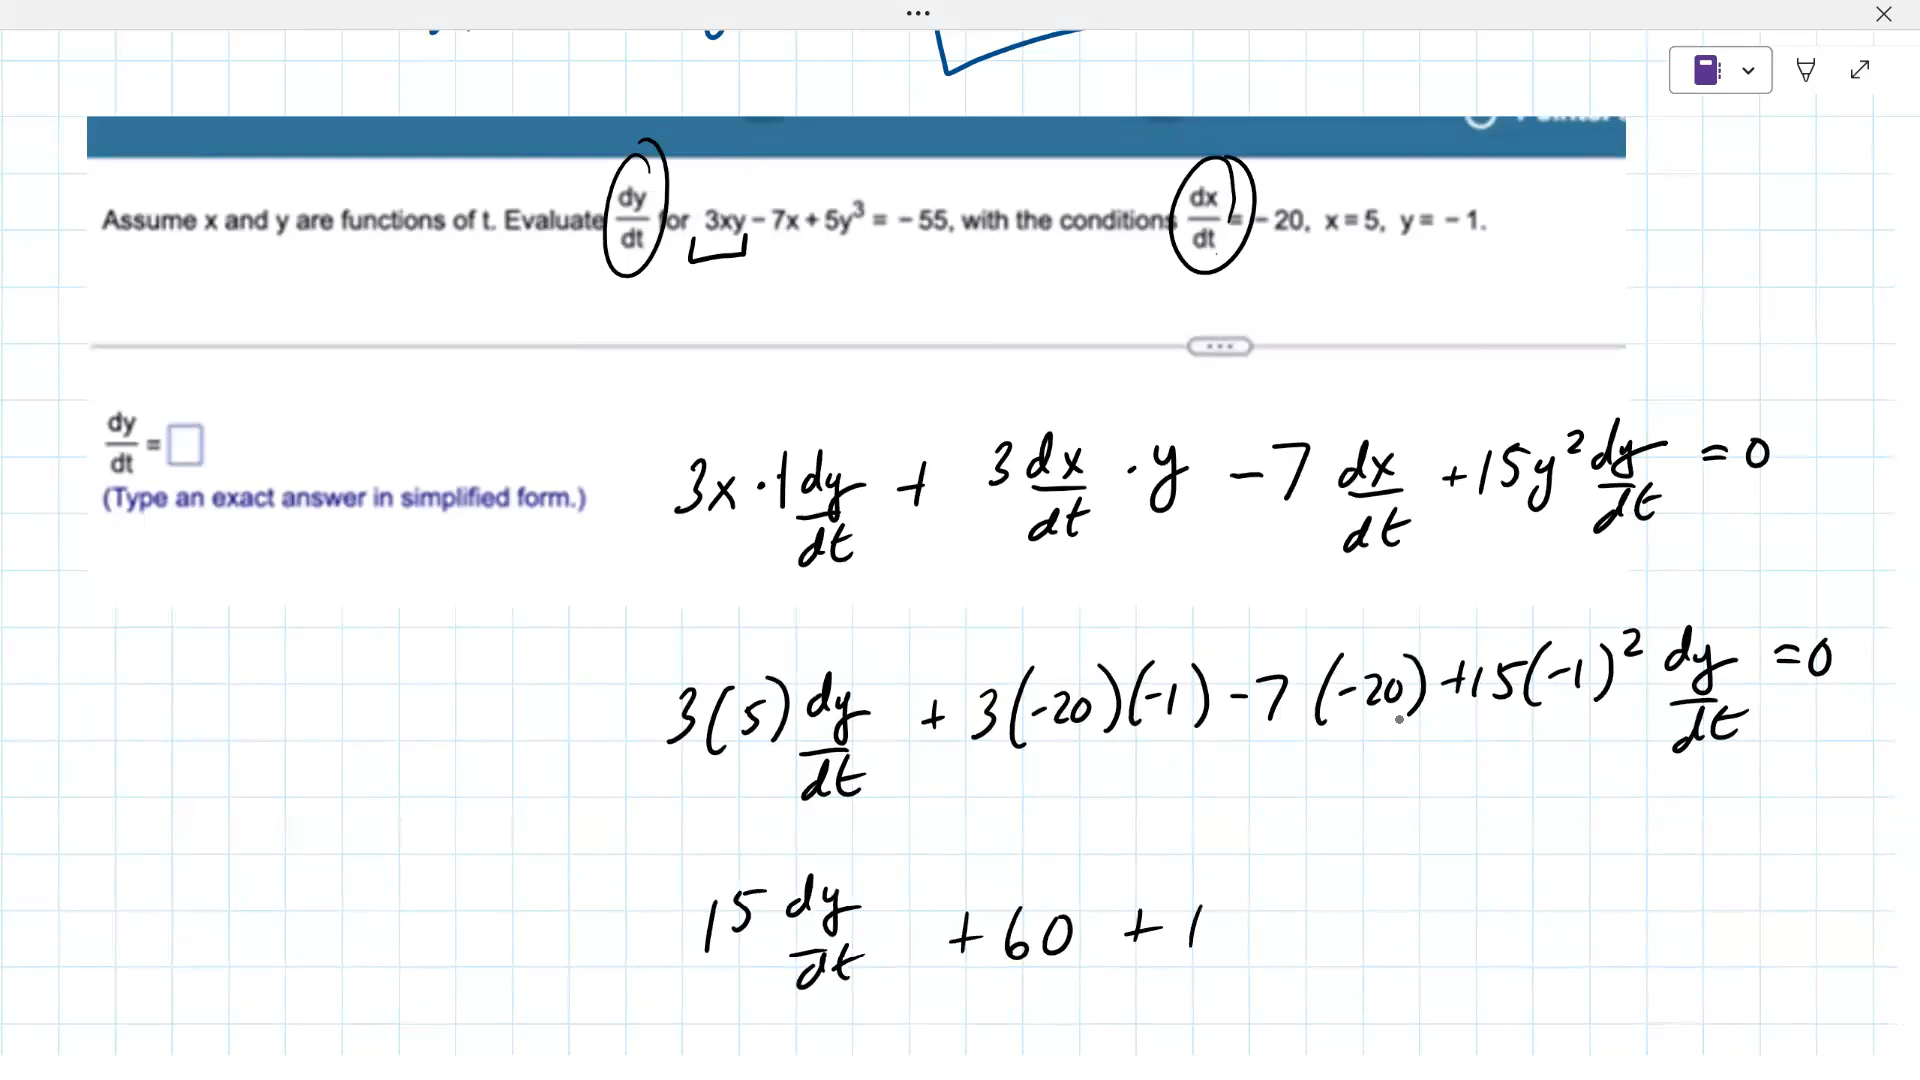 Assume x and y are functions of t. Evaluate dy/dt for 3xy − 7x + 5y³ = − 55, with the conditions dx/dt = − 20, x = 5, y = − 1.
dy/dt =
(Type an exact answer in simplified form.)
3x · 1 dy/dt + 3 dx/dt · y − 7 dx/dt + 15y² dy/dt = 0
3(5) dy/dt + 3(-20)(-1) - 7(-20) + 15(-1)² dy/dt = 0
15 dy/dt + 60 + 1